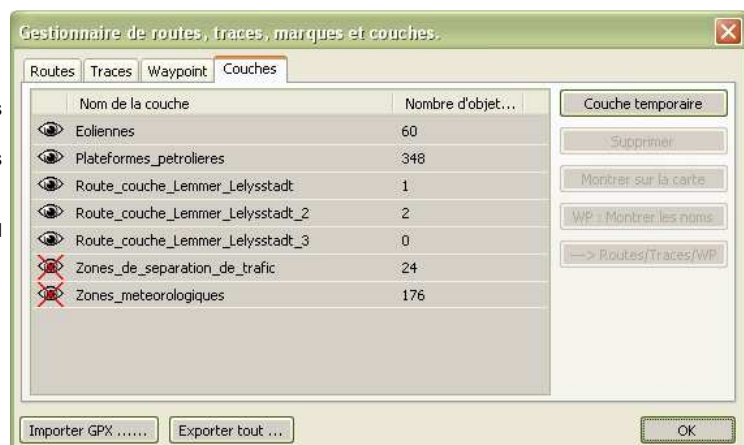 Gestionnaire de routes, traces, marques et couches.
Routes Traces Waypoint Couches
Nom de la couche Nombre d'objet...
Eoliennes 60
Plateformes_petrolieres 348
Route_couche_Lemmer_Lelysstadt 1
Route_couche_Lemmer_Lelysstadt_2 2
Route_couche_Lemmer_Lelysstadt_3 0
Zones_de_separation_de_trafic 24
Zones_meteorologiques 176
Couche temporaire
Supprimer
Montrer sur la carte
WP : Montrer les noms
---> Routes/Traces/WP
Importer GPX ...... Exporter tout ... OK